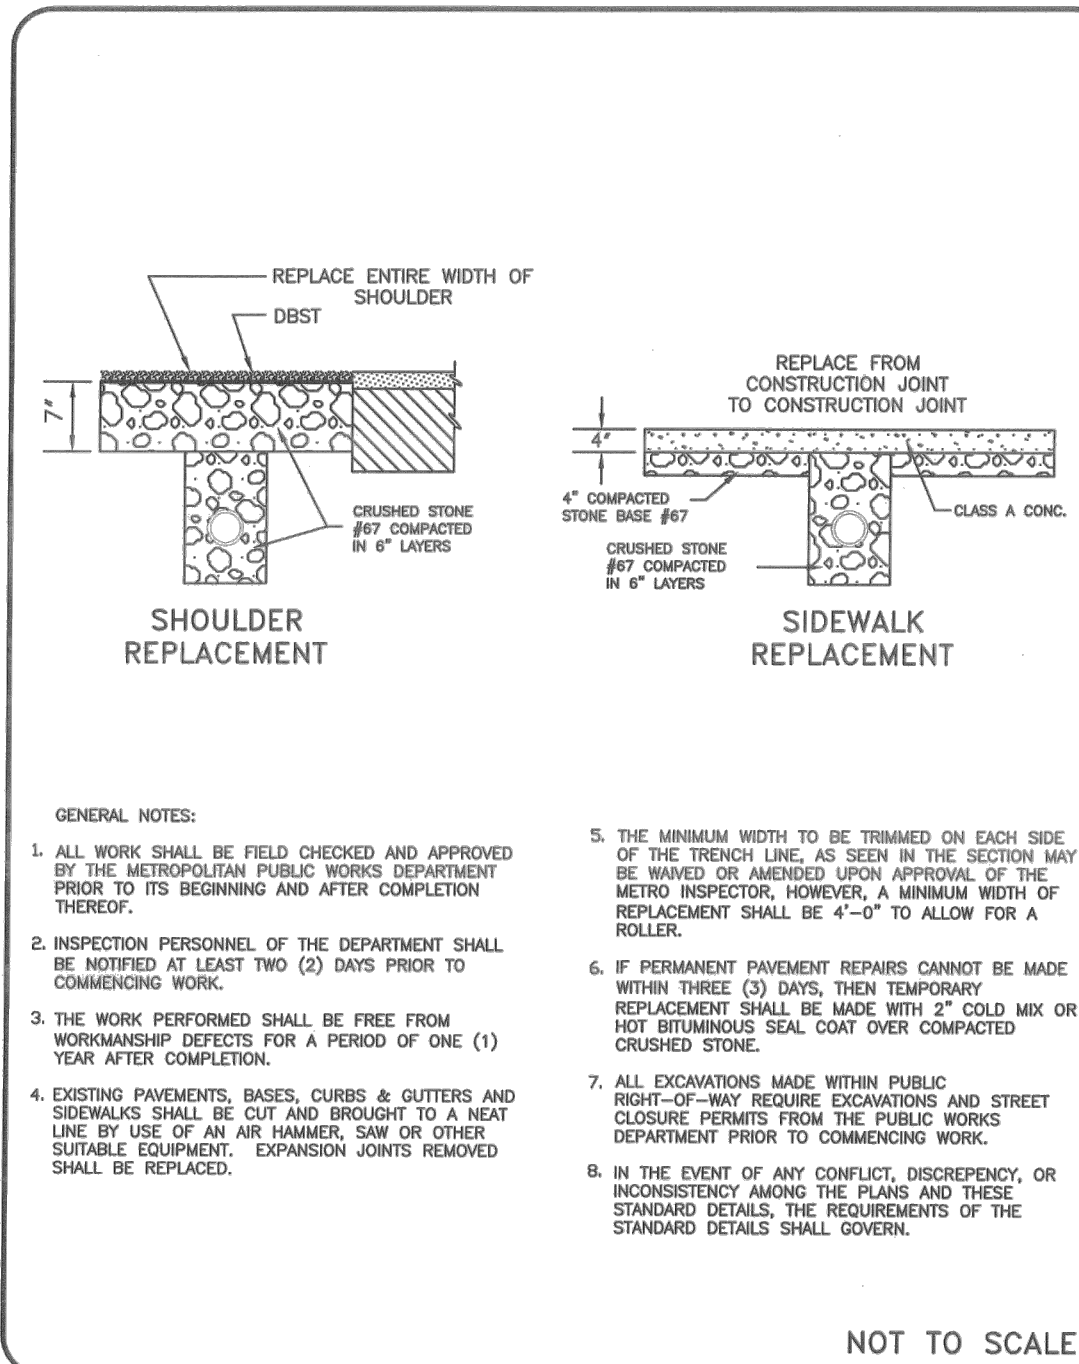 REPLACE ENTIRE WIDTH OF
SHOULDER
DBST
7"
CRUSHED STONE
#67 COMPACTED
IN 6" LAYERS
SHOULDER
REPLACEMENT
REPLACE FROM
CONSTRUCTION JOINT
TO CONSTRUCTION JOINT
4"
4" COMPACTED
STONE BASE #67
CLASS A CONC.
CRUSHED STONE
#67 COMPACTED
IN 6" LAYERS
SIDEWALK
REPLACEMENT
GENERAL NOTES:
1. ALL WORK SHALL BE FIELD CHECKED AND APPROVED
BY THE METROPOLITAN PUBLIC WORKS DEPARTMENT
PRIOR TO ITS BEGINNING AND AFTER COMPLETION
THEREOF.
2. INSPECTION PERSONNEL OF THE DEPARTMENT SHALL
BE NOTIFIED AT LEAST TWO (2) DAYS PRIOR TO
COMMENCING WORK.
3. THE WORK PERFORMED SHALL BE FREE FROM
WORKMANSHIP DEFECTS FOR A PERIOD OF ONE (1)
YEAR AFTER COMPLETION.
4. EXISTING PAVEMENTS, BASES, CURBS & GUTTERS AND
SIDEWALKS SHALL BE CUT AND BROUGHT TO A NEAT
LINE BY USE OF AN AIR HAMMER, SAW OR OTHER
SUITABLE EQUIPMENT. EXPANSION JOINTS REMOVED
SHALL BE REPLACED.
5. THE MINIMUM WIDTH TO BE TRIMMED ON EACH SIDE
OF THE TRENCH LINE, AS SEEN IN THE SECTION MAY
BE WAIVED OR AMENDED UPON APPROVAL OF THE
METRO INSPECTOR, HOWEVER, A MINIMUM WIDTH OF
REPLACEMENT SHALL BE 4'-0" TO ALLOW FOR A
ROLLER.
6. IF PERMANENT PAVEMENT REPAIRS CANNOT BE MADE
WITHIN THREE (3) DAYS, THEN TEMPORARY
REPLACEMENT SHALL BE MADE WITH 2" COLD MIX OR
HOT BITUMINOUS SEAL COAT OVER COMPACTED
CRUSHED STONE.
7. ALL EXCAVATIONS MADE WITHIN PUBLIC
RIGHT-OF-WAY REQUIRE EXCAVATIONS AND STREET
CLOSURE PERMITS FROM THE PUBLIC WORKS
DEPARTMENT PRIOR TO COMMENCING WORK.
8. IN THE EVENT OF ANY CONFLICT, DISCREPENCY, OR
INCONSISTENCY AMONG THE PLANS AND THESE
STANDARD DETAILS, THE REQUIREMENTS OF THE
STANDARD DETAILS SHALL GOVERN.
NOT TO SCALE